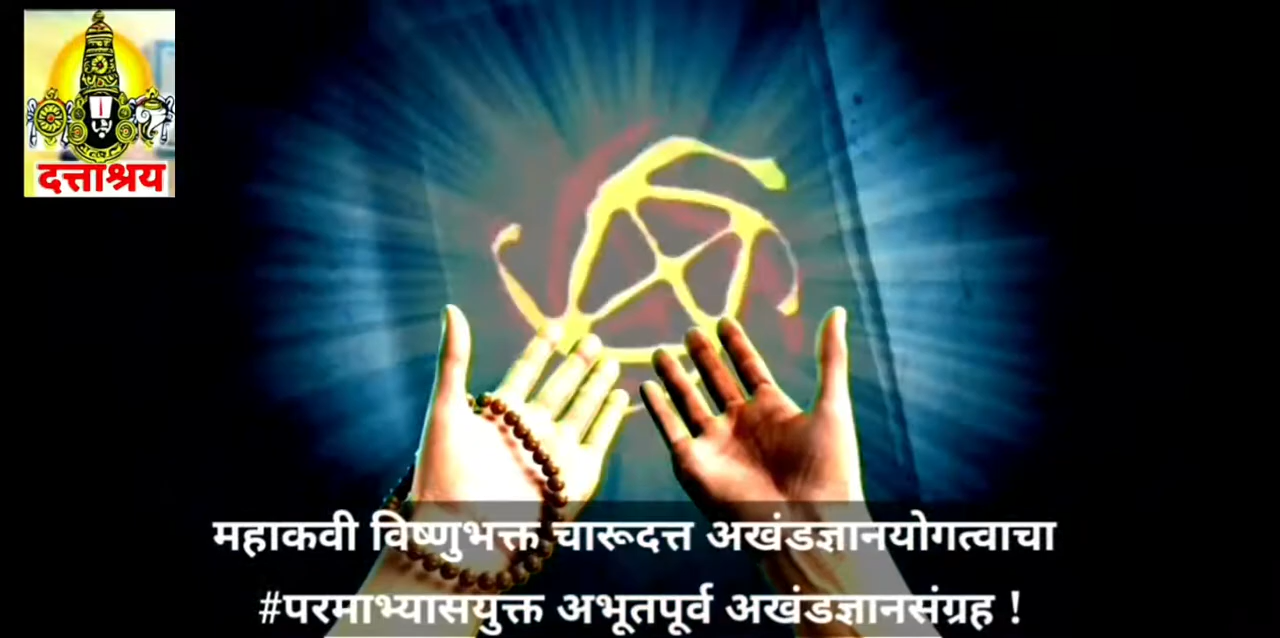 दत्ताश्रय
महाकवी विष्णुभक्त चारूदत्त अखंडज्ञानयोगत्वाचा
#परमाभ्यासयुक्त अभूतपूर्व अखंडज्ञानसंग्रह !